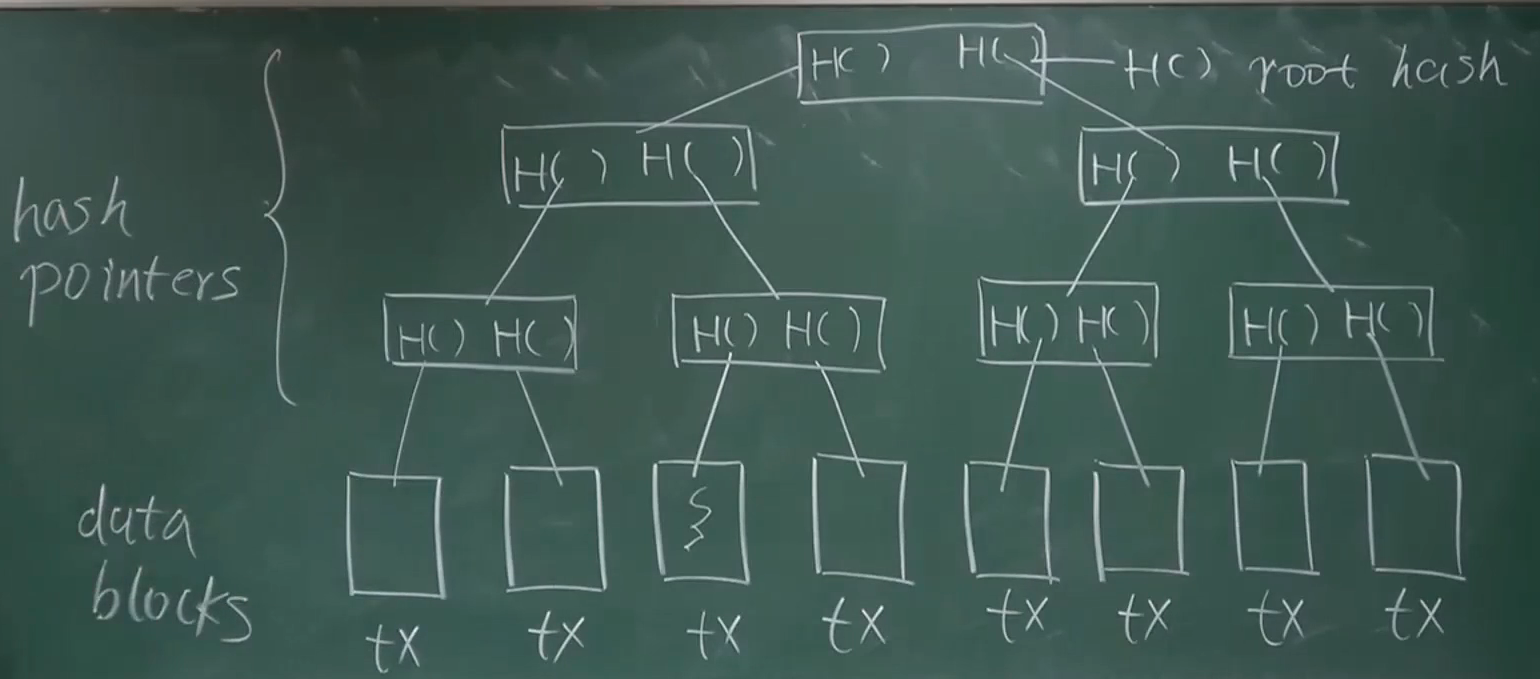 H() H() H() root hash
H() H() H() H()
hash
pointers
H() H() H() H() H() H() H() H()
data
blocks
tx tx tx tx tx tx tx tx